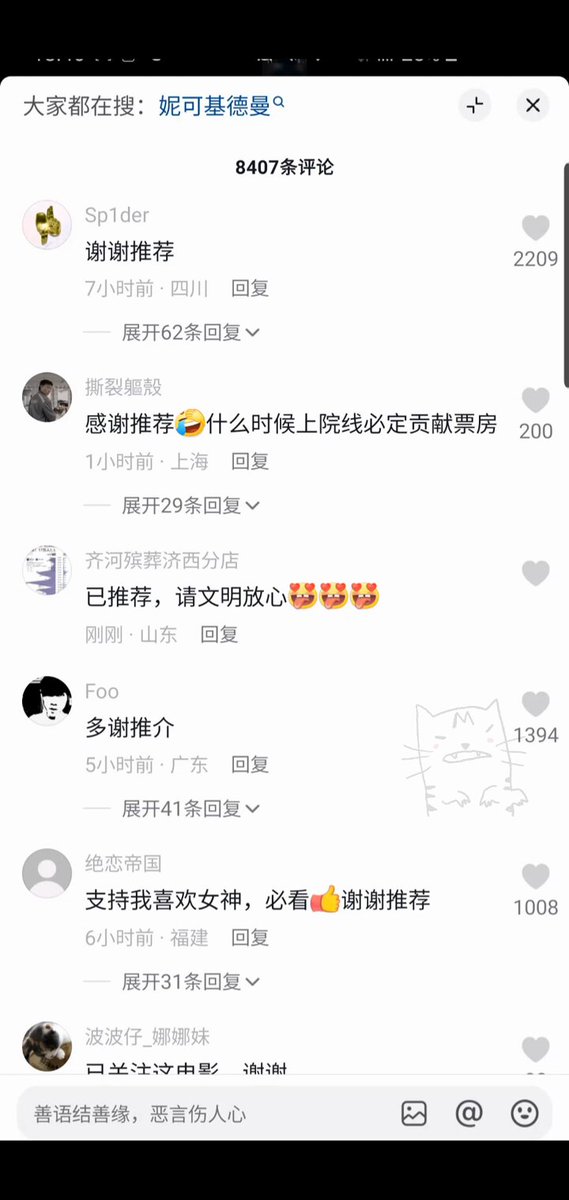 大家都在搜：妮可基德曼
8407条评论
Sp1der
谢谢推荐
2209
7小时前 · 四川 回复
展开62条回复
撕裂軀殼
感谢推荐🤣什么时候上院线必定贡献票房
200
1小时前 · 上海 回复
展开29条回复
齐河殡葬济西分店
已推荐，请文明放心😍😍😍
刚刚 · 山东 回复
Foo
多谢推介
1394
5小时前 · 广东 回复
展开41条回复
绝恋帝国
支持我喜欢女神，必看👍谢谢推荐
1008
6小时前 · 福建 回复
展开31条回复
波波仔_娜娜妹
已关注这电影，谢谢
善语结善缘，恶言伤人心